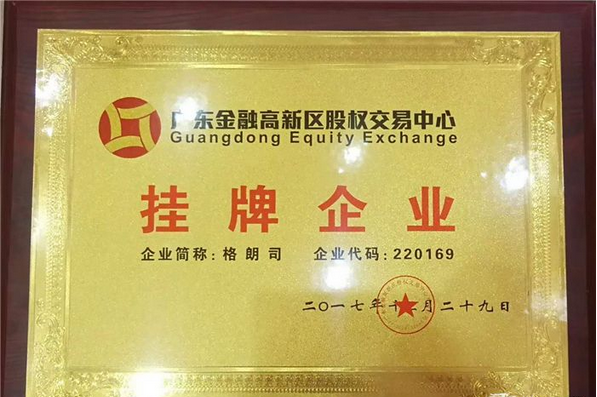 广东金融高新区股权交易中心
Guangdong Equity Exchange
挂牌企业
企业简称:格朗司 企业代码:220169
二〇一七年十二月二十九日